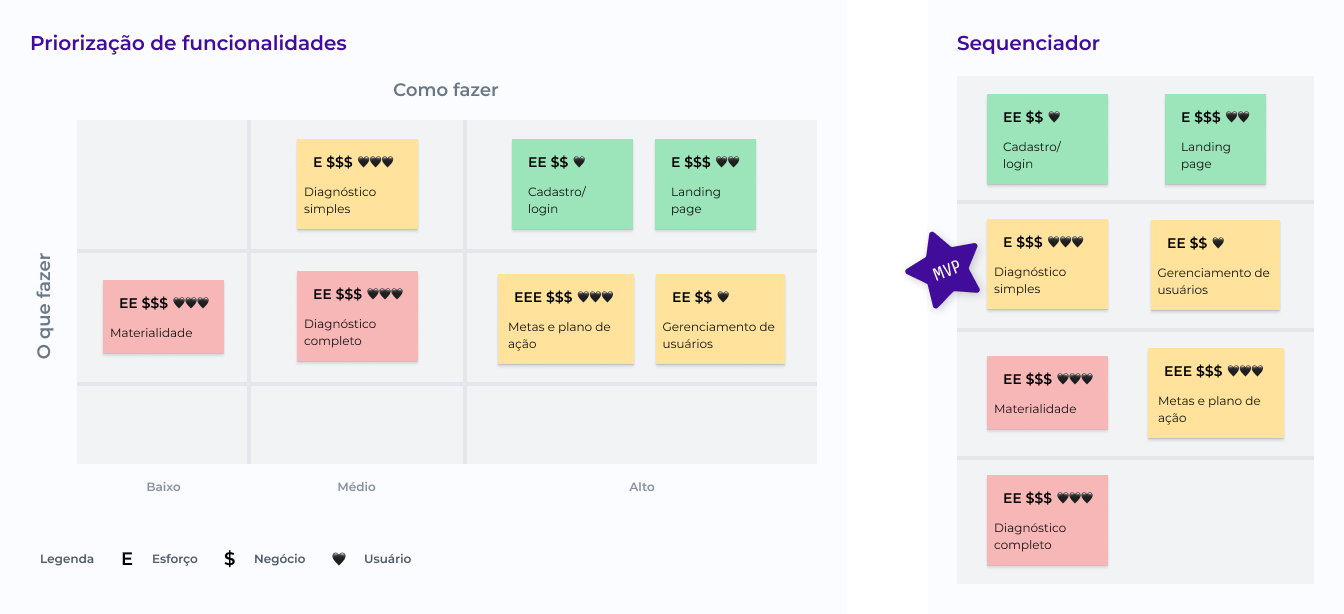 Priorização de funcionalidades
Como fazer
O que fazer
E $$$ 🖤🖤🖤
Diagnóstico
simples
EE $$ 🖤
Cadastro/
login
E $$$ 🖤🖤
Landing
page
EE $$$ 🖤🖤🖤
Materialidade
EE $$$ 🖤🖤🖤
Diagnóstico
completo
EEE $$$ 🖤🖤🖤
Metas e plano de
ação
EE $$ 🖤
Gerenciamento de
usuários
Baixo
Médio
Alto
Legenda
E
Esforço
$
Negócio
🖤
Usuário
Sequenciador
EE $$ 🖤
Cadastro/
login
E $$$ 🖤🖤
Landing
page
MVP
E $$$ 🖤🖤🖤
Diagnóstico
simples
EE $$ 🖤
Gerenciamento de
usuários
EE $$$ 🖤🖤🖤
Materialidade
EEE $$$ 🖤🖤🖤
Metas e plano de
ação
EE $$$ 🖤🖤🖤
Diagnóstico
completo